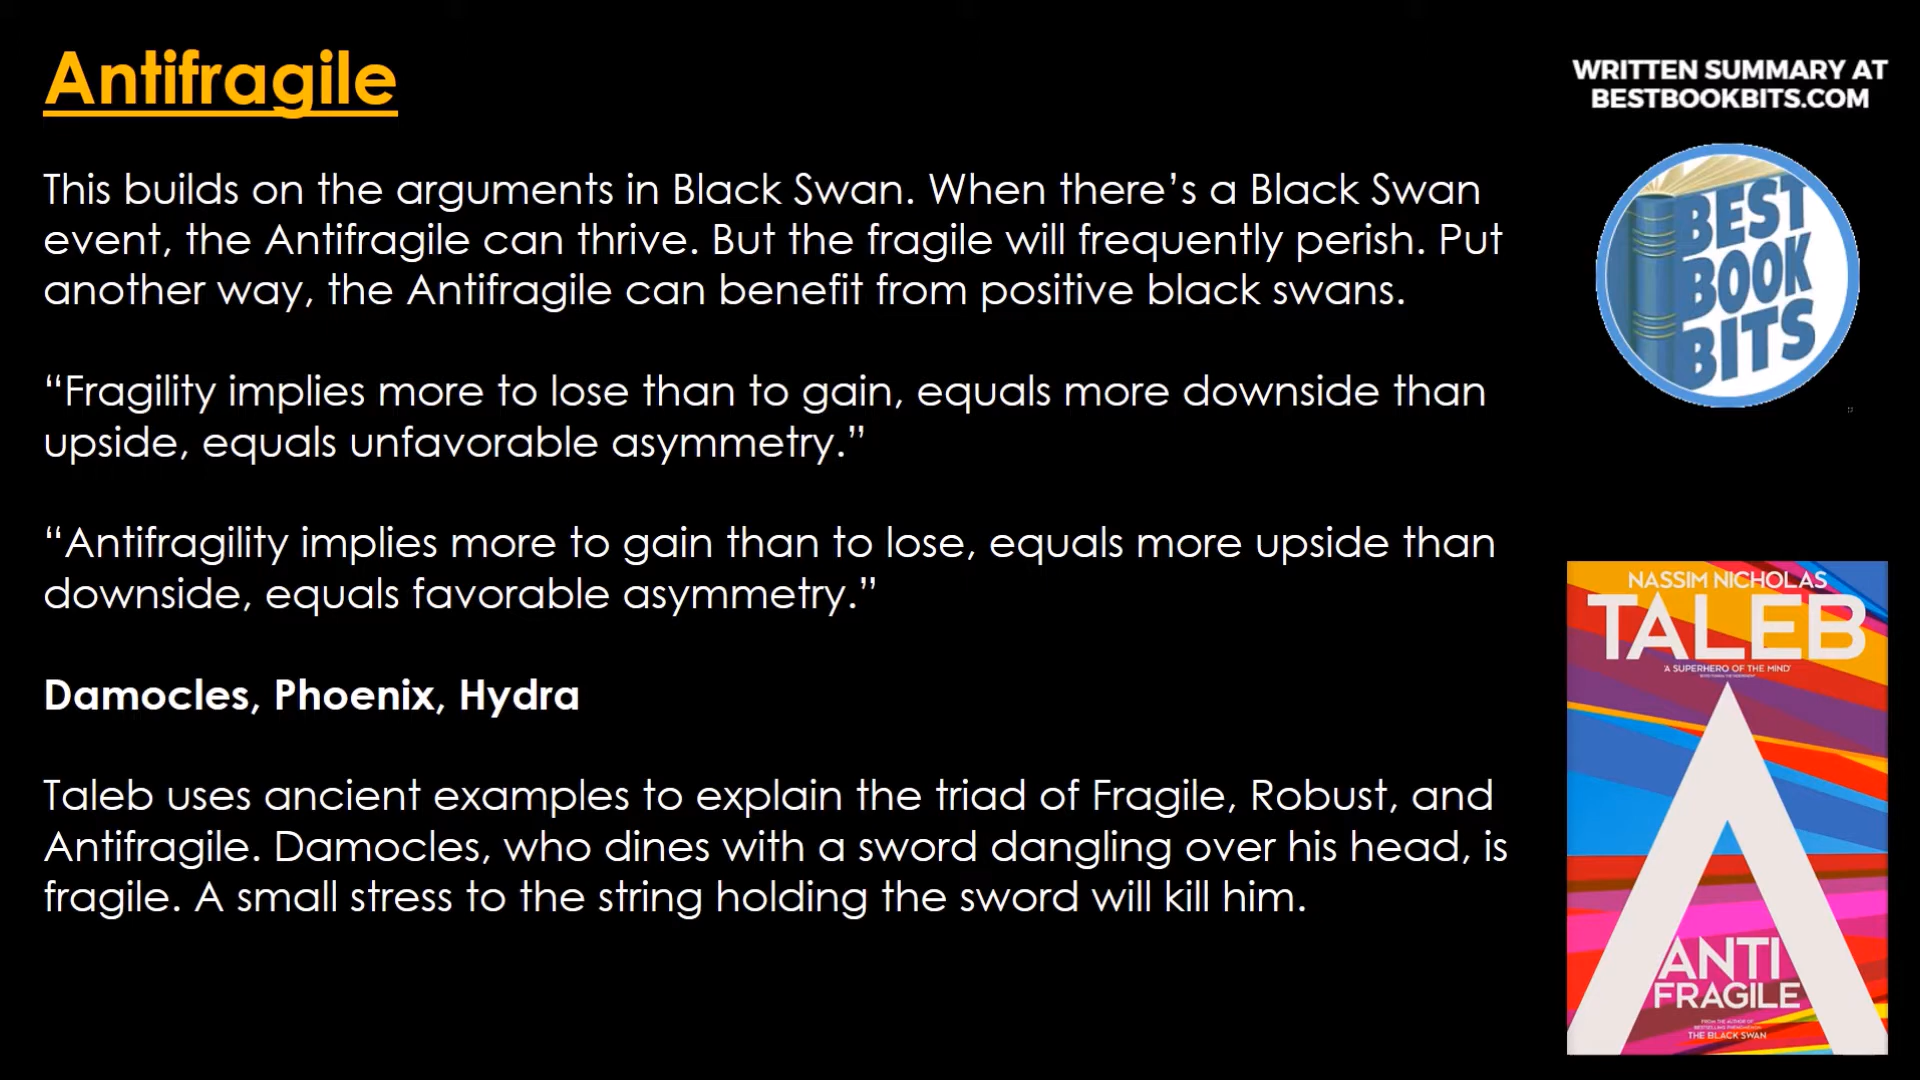 Antifragile
This builds on the arguments in Black Swan. When there’s a Black Swan
event, the Antifragile can thrive. But the fragile will frequently perish. Put
another way, the Antifragile can benefit from positive black swans.
“Fragility implies more to lose than to gain, equals more downside than
upside, equals unfavorable asymmetry.”
“Antifragility implies more to gain than to lose, equals more upside than
downside, equals favorable asymmetry.”
Damocles, Phoenix, Hydra
Taleb uses ancient examples to explain the triad of Fragile, Robust, and
Antifragile. Damocles, who dines with a sword dangling over his head, is
fragile. A small stress to the string holding the sword will kill him.
WRITTEN SUMMARY AT
BESTBOOKBITS.COM
BEST
BOOK
BITS
NASSIM NICHOLAS
TALEB
'A SUPERHERO OF THE MIND'
ANTI
FRAGILE
FROM THE AUTHOR OF
BESTSELLING PHENOMENON
THE BLACK SWAN